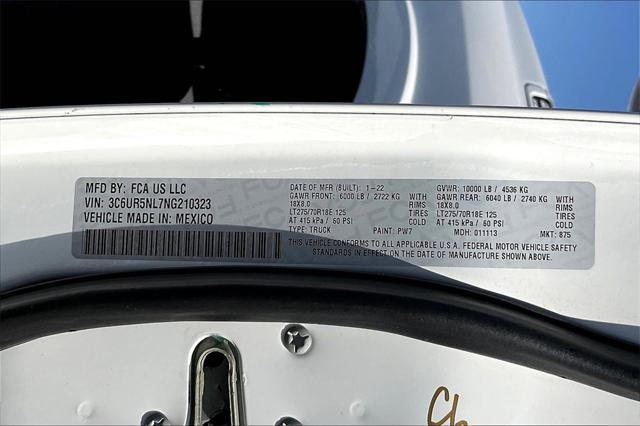 MFD BY: FCA US LLC
VIN: 3C6UR5NL7NG210323
VEHICLE MADE IN: MEXICO
DATE OF MFR (BUILT): 1-22 GVWR: 10000 LB / 4536 KG
GAWR FRONT: 6000 LB / 2722 KG WITH GAWR REAR: 6040 LB / 2740 KG WITH
18X8.0 RIMS 18X8.0 RIMS
LT275/70R18E 125 TIRES LT275/70R18E 125 TIRES
AT 415 kPa / 60 PSI COLD AT 415 kPa / 60 PSI COLD
TYPE: TRUCK PAINT: PW7 MDH: 011113 MKT: 875
THIS VEHICLE CONFORMS TO ALL APPLICABLE U.S.A. FEDERAL MOTOR VEHICLE SAFETY
STANDARDS IN EFFECT ON THE DATE OF MANUFACTURE SHOWN ABOVE.